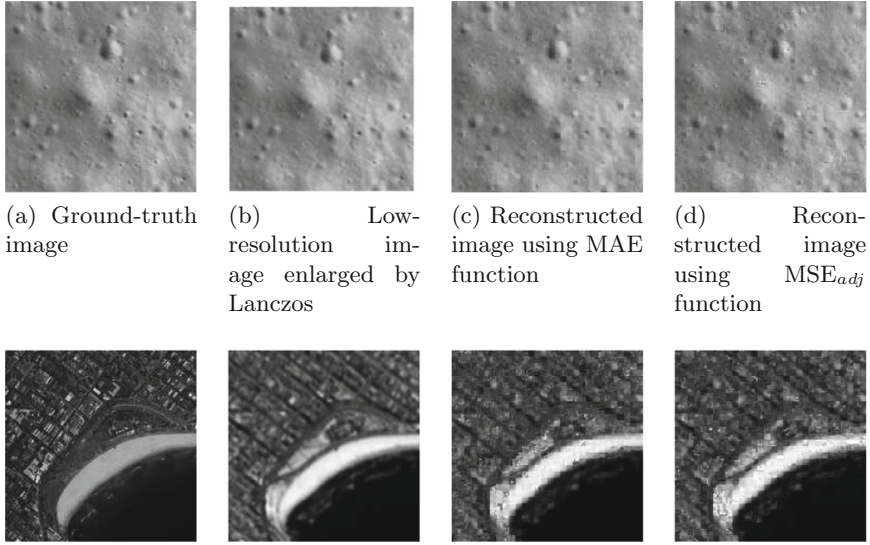 (a) Ground-truth
image
(b) Low-
resolution im-
age enlarged by
Lanczos
(c) Reconstructed
image using MAE
function
(d) Recon-
structed image
using MSEadj
function